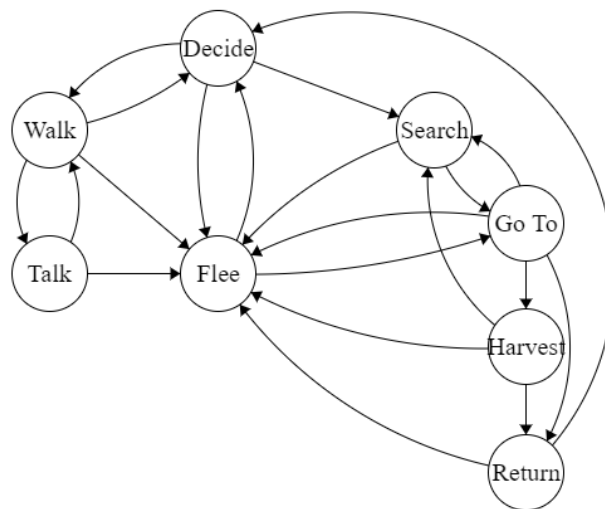 Decide
Walk
Search
Go To
Talk
Flee
Harvest
Return